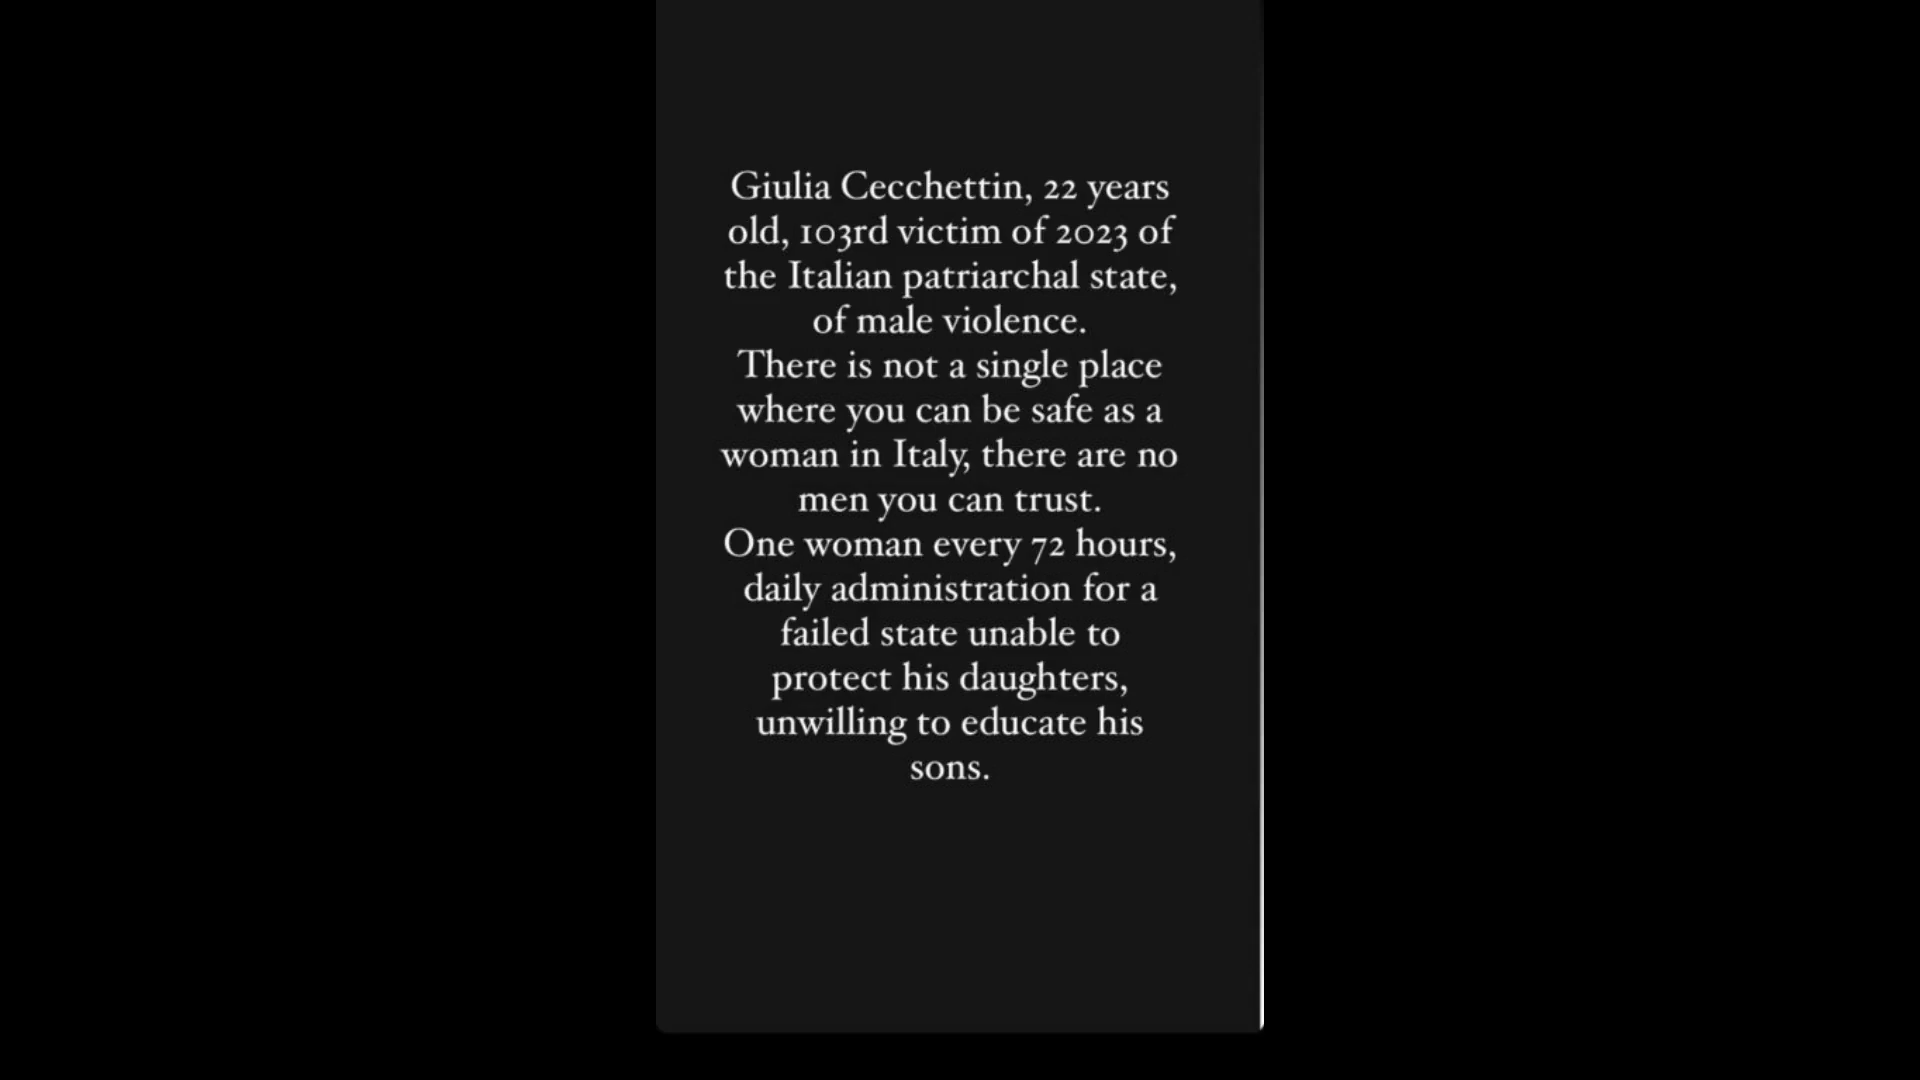 Giulia Cecchettin, 22 years
old, 103rd victim of 2023 of
the Italian patriarchal state,
of male violence.
There is not a single place
where you can be safe as a
woman in Italy, there are no
men you can trust.
One woman every 72 hours,
daily administration for a
failed state unable to
protect his daughters,
unwilling to educate his
sons.